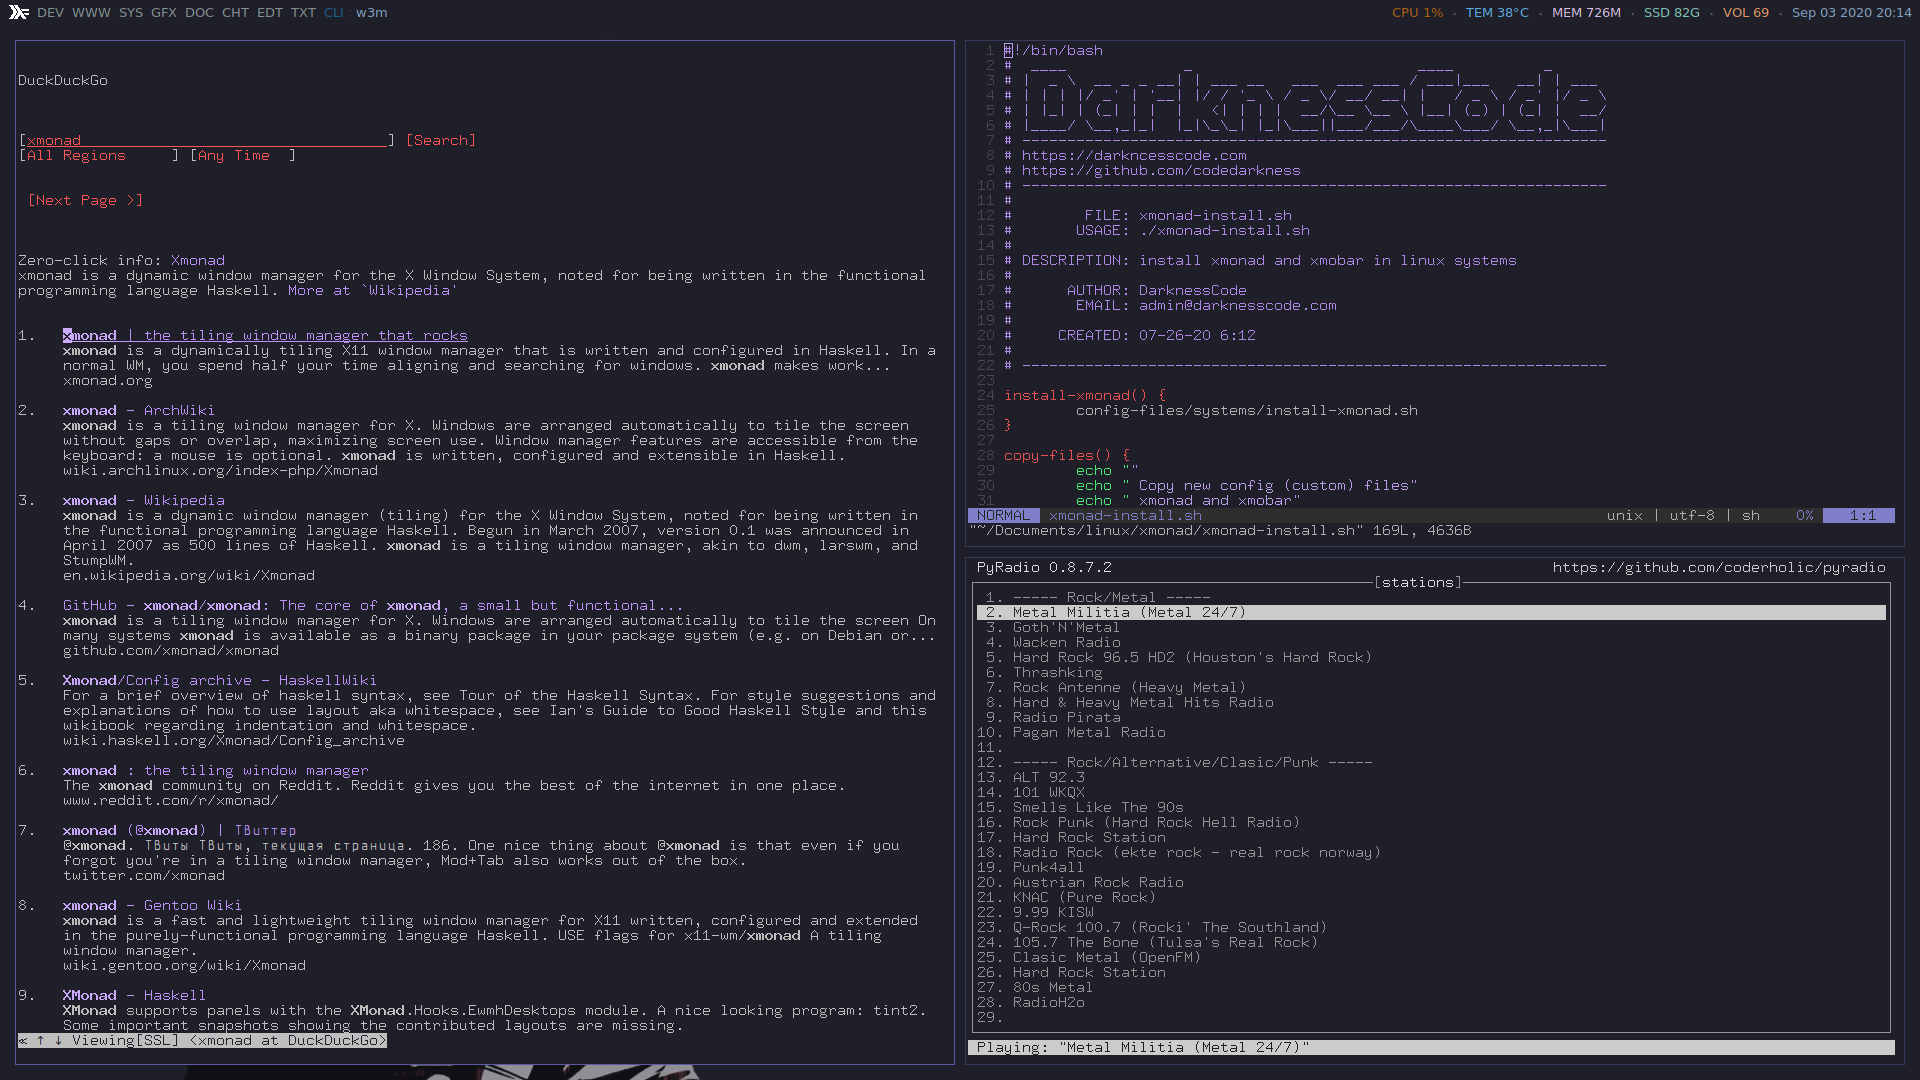 DEV WWW SYS GFX DOC CHT EDT TXT CLI : w3m
CPU 1% · TEM 38°C · MEM 726M · SSD 82G · VOL 69 · Sep 03 2020 20:14
DuckDuckGo
[xmonad                                        ] [Search]
[All Regions     ] [Any Time  ]
[Next Page >]
Zero-click info: Xmonad
xmonad is a dynamic window manager for the X Window System, noted for being written in the functional
programming language Haskell. More at `Wikipedia'
1. xmonad | the tiling window manager that rocks
xmonad is a dynamically tiling X11 window manager that is written and configured in Haskell. In a
normal WM, you spend half your time aligning and searching for windows. xmonad makes work...
xmonad.org
2. xmonad - ArchWiki
xmonad is a tiling window manager for X. Windows are arranged automatically to tile the screen
without gaps or overlap, maximizing screen use. Window manager features are accessible from the
keyboard: a mouse is optional. xmonad is written, configured and extensible in Haskell.
wiki.archlinux.org/index-php/Xmonad
3. xmonad - Wikipedia
xmonad is a dynamic window manager (tiling) for the X Window System, noted for being written in
the functional programming language Haskell. Begun in March 2007, version 0.1 was announced in
April 2007 as 500 lines of Haskell. xmonad is a tiling window manager, akin to dwm, larswm, and
StumpWM.
en.wikipedia.org/wiki/Xmonad
4. GitHub - xmonad/xmonad: The core of xmonad, a small but functional...
xmonad is a tiling window manager for X. Windows are arranged automatically to tile the screen On
many systems xmonad is available as a binary package in your package system (e.g. on Debian or...
github.com/xmonad/xmonad
5. Xmonad/Config archive - HaskellWiki
For a brief overview of haskell syntax, see Tour of the Haskell Syntax. For style suggestions and
explanations of how to use layout aka whitespace, see Ian's Guide to Good Haskell Style and this
wikibook regarding indentation and whitespace.
wiki.haskell.org/Xmonad/Config_archive
6. xmonad : the tiling window manager
The xmonad community on Reddit. Reddit gives you the best of the internet in one place.
www.reddit.com/r/xmonad/
7. xmonad (@xmonad) | Твиттер
@xmonad. Твиты Твиты, текущая страница. 186. One nice thing about @xmonad is that even if you
forgot you're in a tiling window manager, Mod+Tab also works out of the box.
twitter.com/xmonad
8. xmonad - Gentoo Wiki
xmonad is a fast and lightweight tiling window manager for X11 written, configured and extended
in the purely-functional programming language Haskell. USE flags for x11-wm/xmonad A tiling
window manager.
wiki.gentoo.org/wiki/Xmonad
9. XMonad - Haskell
XMonad supports panels with the XMonad.Hooks.EwmhDesktops module. A nice looking program: tint2.
Some important snapshots showing the contributed layouts are missing.
≪ ↑ ↓ Viewing[SSL] <xmonad at DuckDuckGo>
1 #!/bin/bash
2 #
3 #
4 # DarknessCode
5 #
6 #
7 # -----------------------------------------------------------------
8 # https://darkncesscode.com
9 # https://github.com/codedarkness
10 # -----------------------------------------------------------------
11 #
12 # FILE: xmonad-install.sh
13 # USAGE: ./xmonad-install.sh
14 #
15 # DESCRIPTION: install xmonad and xmobar in linux systems
16 #
17 # AUTHOR: DarknessCode
18 # EMAIL: admin@darknesscode.com
19 #
20 # CREATED: 07-26-20 6:12
21 #
22 # -----------------------------------------------------------------
23
24 install-xmonad() {
25 config-files/systems/install-xmonad.sh
26 }
27
28 copy-files() {
29 echo ""
30 echo " Copy new config (custom) files"
31 echo " xmonad and xmobar"
NORMAL xmonad-install.sh unix | utf-8 | sh 0% 1:1
"~/Documents/linux/xmonad/xmonad-install.sh" 169L, 4636B
PyRadio 0.8.7.2 https://github.com/coderholic/pyradio
[stations]
1. ----- Rock/Metal -----
2. Metal Militia (Metal 24/7)
3. Goth'N'Metal
4. Wacken Radio
5. Hard Rock 96.5 HD2 (Houston's Hard Rock)
6. Thrashking
7. Rock Antenne (Heavy Metal)
8. Hard & Heavy Metal Hits Radio
9. Radio Pirata
10. Pagan Metal Radio
11.
12. ----- Rock/Alternative/Clasic/Punk -----
13. ALT 92.3
14. 101 WKQX
15. Smells Like The 90s
16. Rock Punk (Hard Rock Hell Radio)
17. Hard Rock Station
18. Radio Rock (ekte rock - real rock norway)
19. Punk4all
20. Austrian Rock Radio
21. KNAC (Pure Rock)
22. 9.99 KISW
23. Q-Rock 100.7 (Rocki' The Southland)
24. 105.7 The Bone (Tulsa's Real Rock)
25. Clasic Metal (OpenFM)
26. Hard Rock Station
27. 80s Metal
28. RadioH2o
29.
Playing: "Metal Militia (Metal 24/7)"